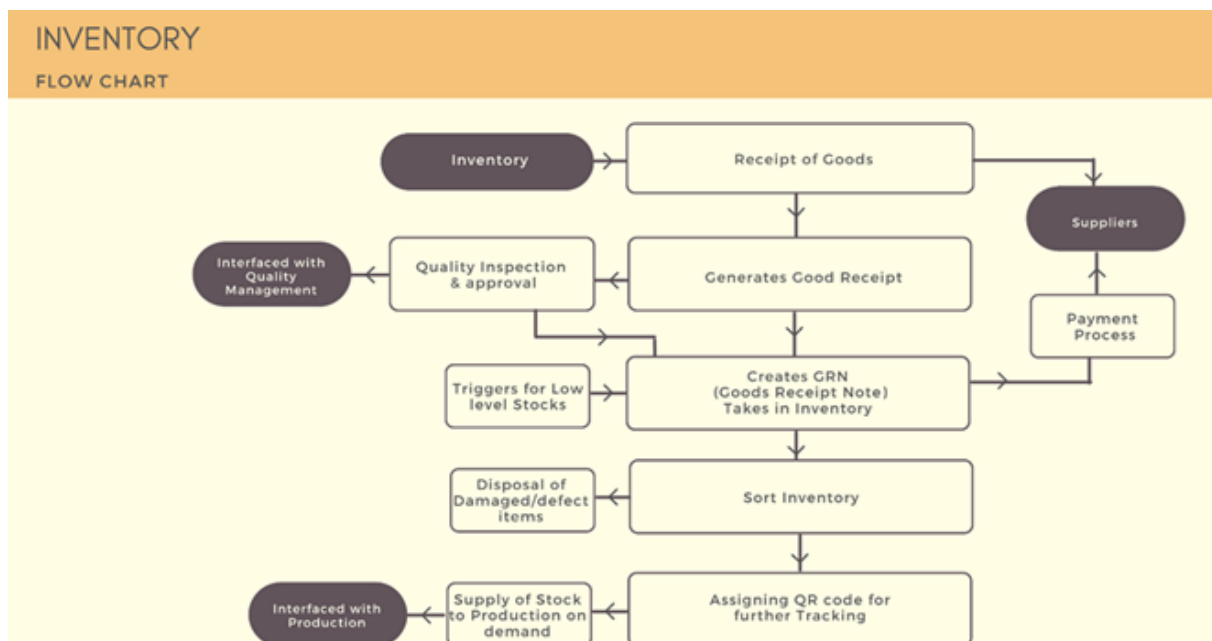 INVENTORY
FLOW CHART
Inventory
Receipt of Goods
Suppliers
Interfaced with
Quality
Management
Quality Inspection
& approval
Generates Good Receipt
Payment
Process
Triggers for Low
level Stocks
Creates GRN
(Goods Receipt Note)
Takes in Inventory
Disposal of
Damaged/defect
items
Sort Inventory
Interfaced with
Production
Supply of Stock
to Production on
demand
Assigning QR code for
further Tracking